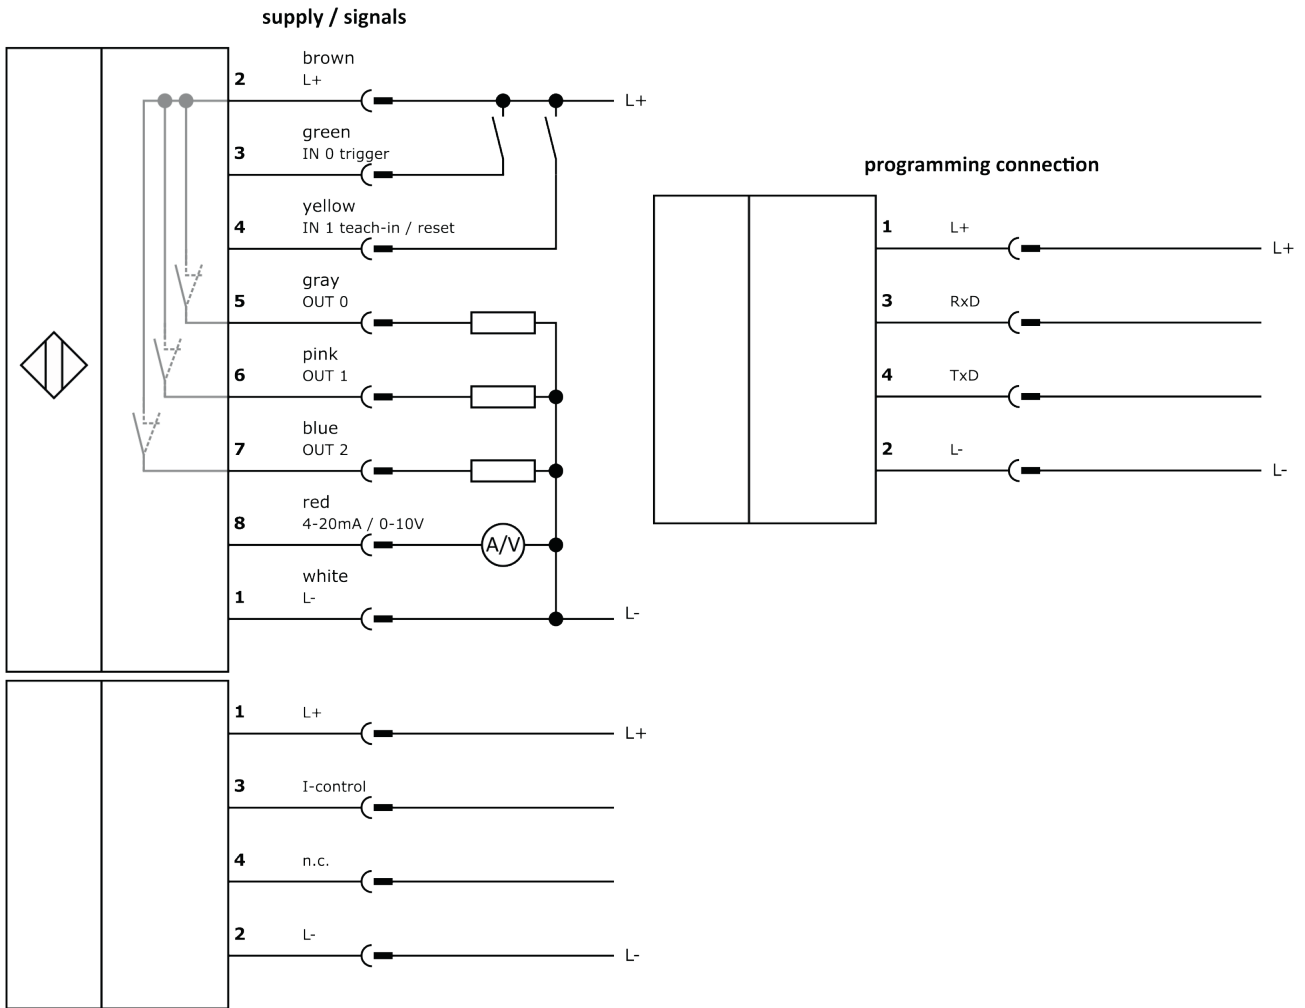 supply / signals
brown
2 L+
L+
green
3 IN 0 trigger
yellow
4 IN 1 teach-in / reset
gray
5 OUT 0
pink
6 OUT 1
blue
7 OUT 2
red
8 4-20mA / 0-10V
A/V
white
1 L-
L-
1 L+
L+
3 I-control
4 n.c.
2 L-
L-
programming connection
1 L+
L+
3 RxD
4 TxD
2 L-
L-